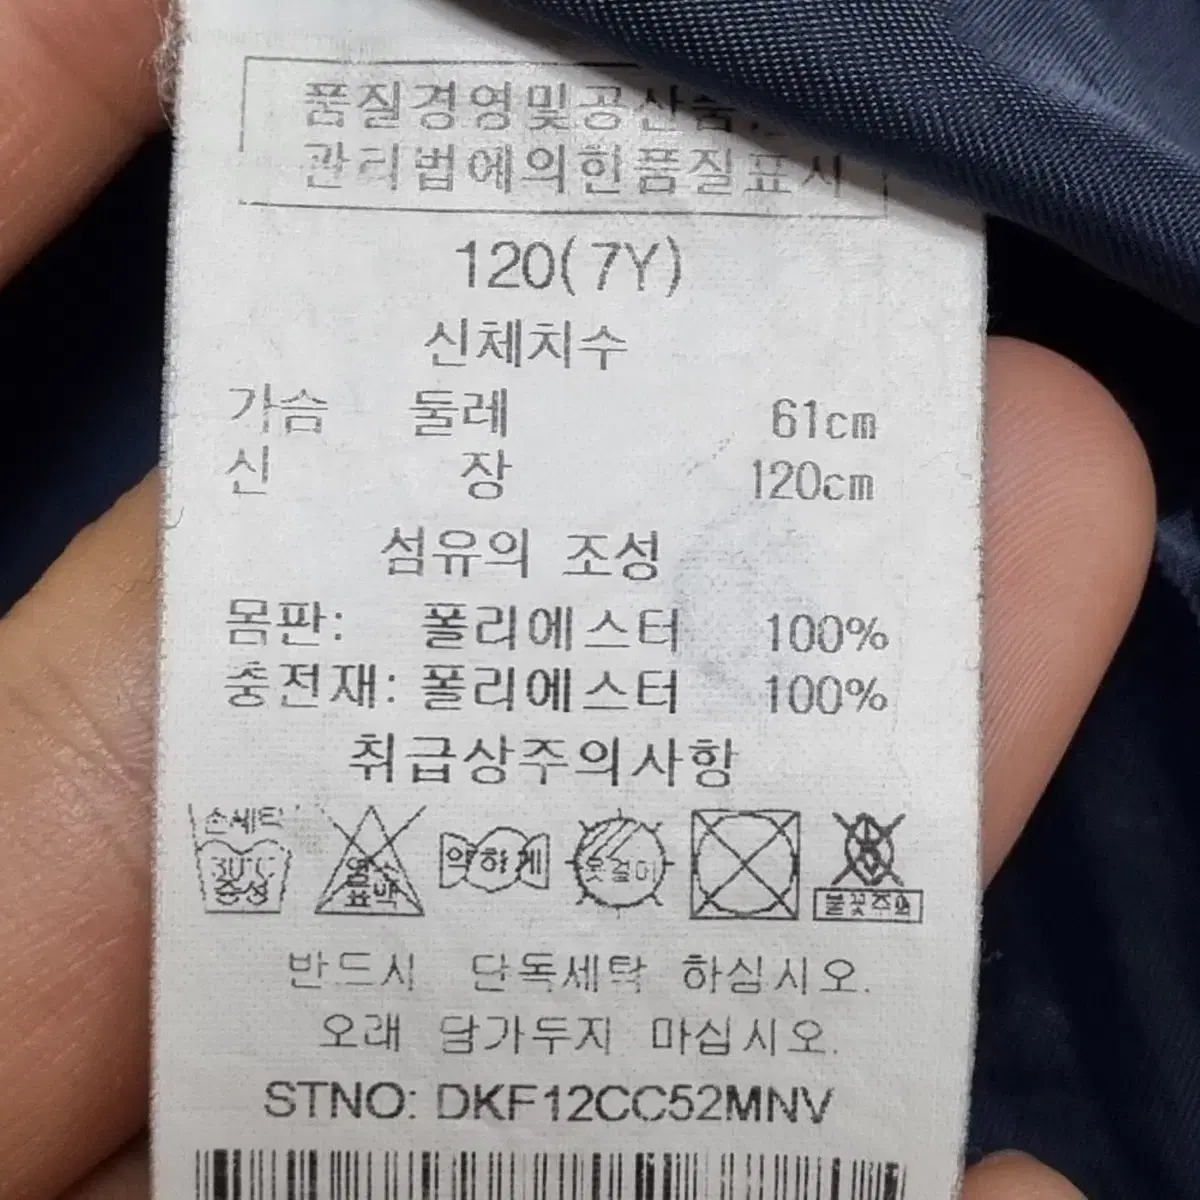 품질경영및공산품
관리법에의한품질표시
120(7Y)
신체치수
가슴 둘레 61cm
신 장 120cm
섬유의 조성
몸판: 폴리에스터 100%
충전재: 폴리에스터 100%
취급상주의사항
손세탁 염소 약하게 옷걸이
30℃ 표백 불꽃주의
중성
반드시 단독세탁 하십시오.
오래 담가두지 마십시오.
STNO: DKF12CC52MNV